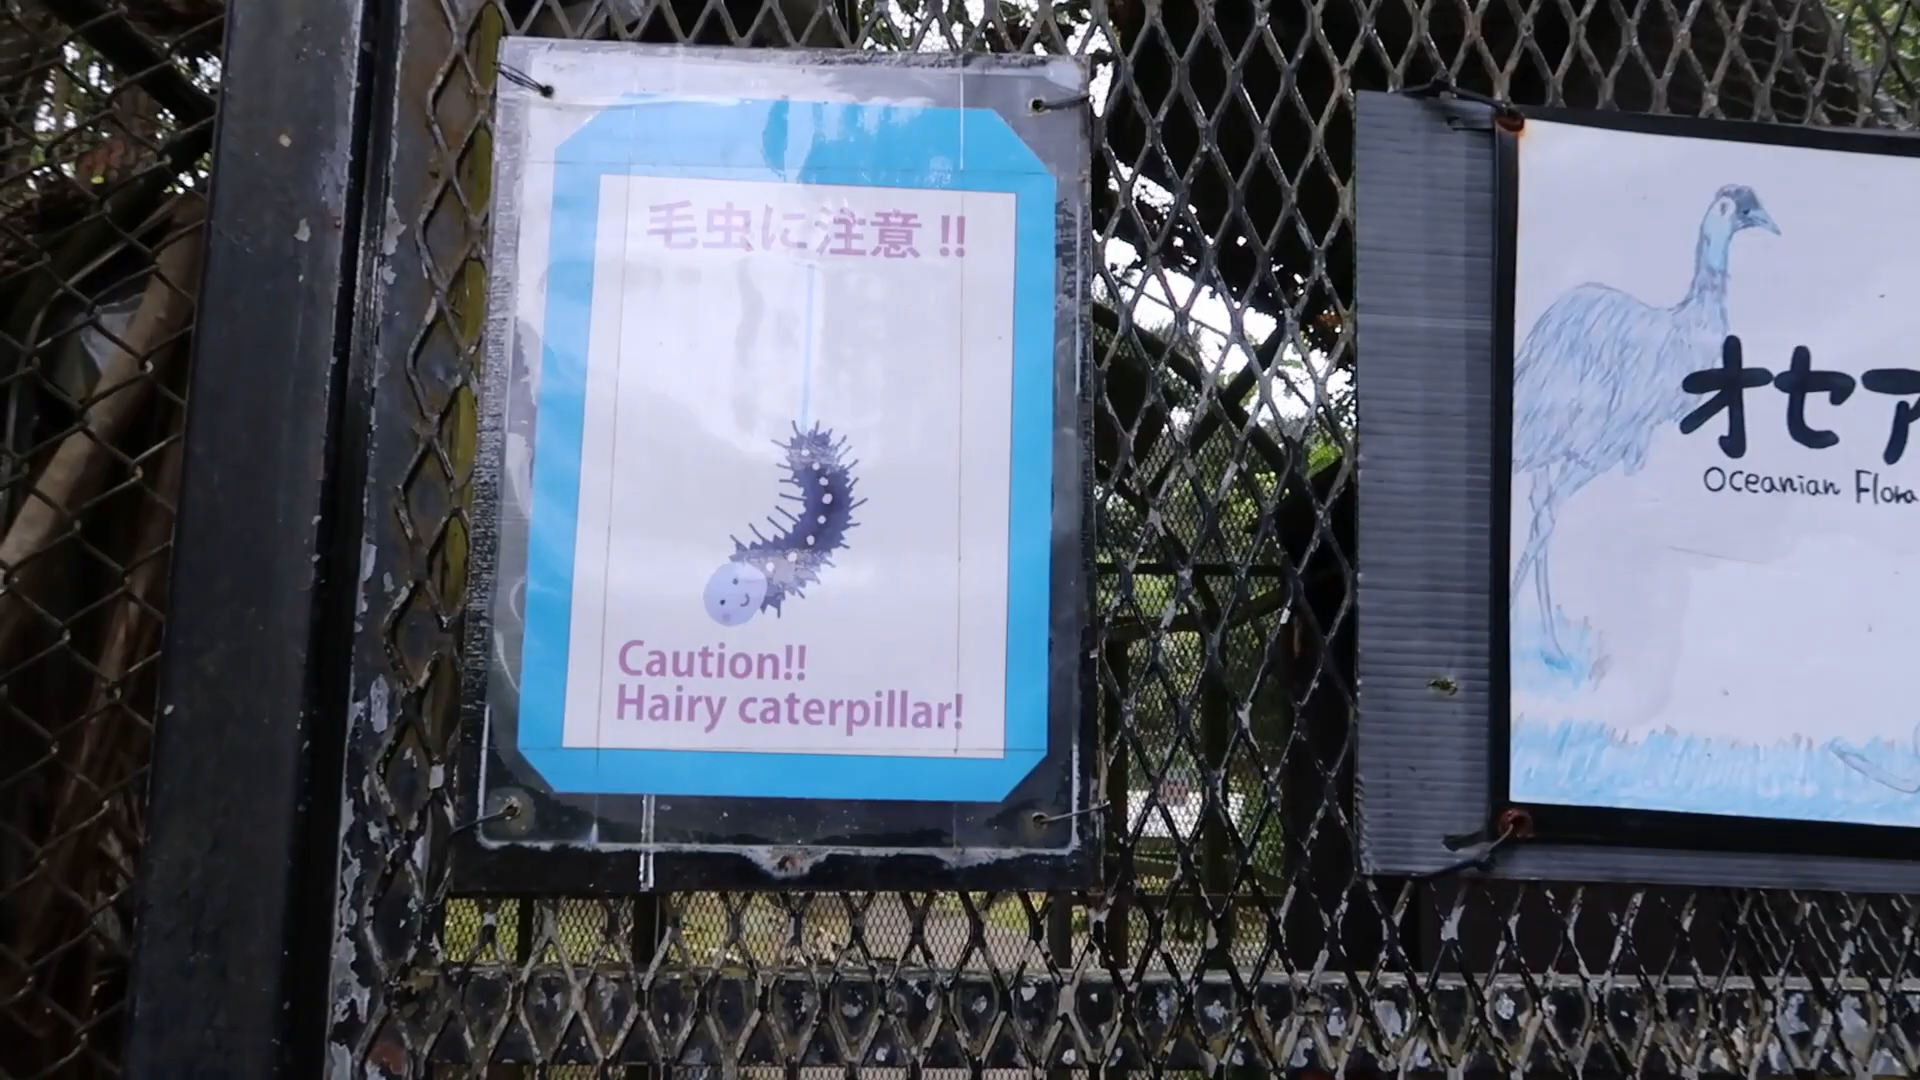 毛虫に注意!!
Caution!!
Hairy caterpillar!
オセア
Oceanian Flora